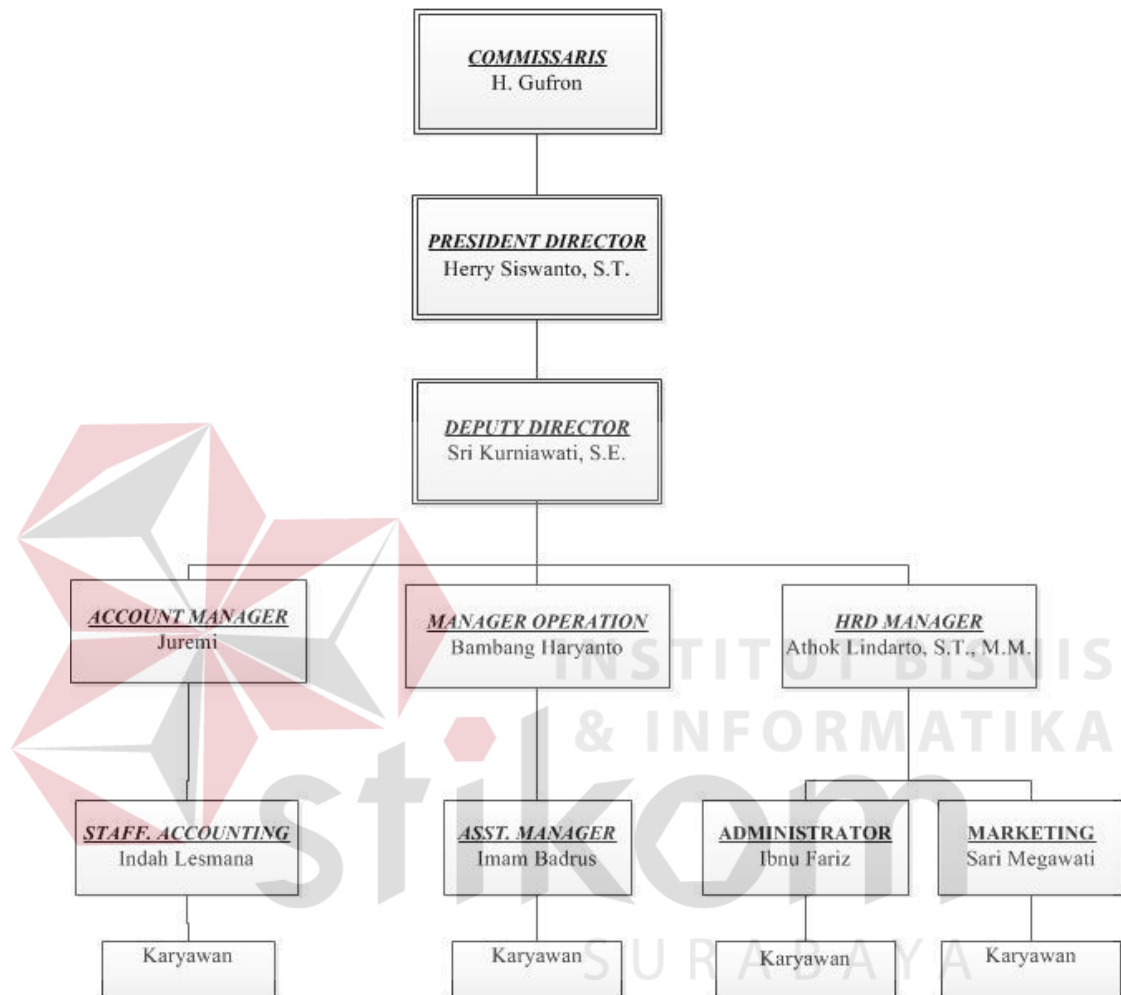 COMMISSARIS
H. Gufron
PRESIDENT DIRECTOR
Herry Siswanto, S.T.
DEPUTY DIRECTOR
Sri Kurniawati, S.E.
ACCOUNT MANAGER
Juremi
MANAGER OPERATION
Bambang Haryanto
HRD MANAGER
Athok Lindarto, S.T., M.M.
INSTITUT BISNIS
& INFORMATIKA
stikom
SURABAYA
STAFF. ACCOUNTING
Indah Lesmana
ASST. MANAGER
Imam Badrus
ADMINISTRATOR
Ibnu Fariz
MARKETING
Sari Megawati
Karyawan
Karyawan
Karyawan
Karyawan